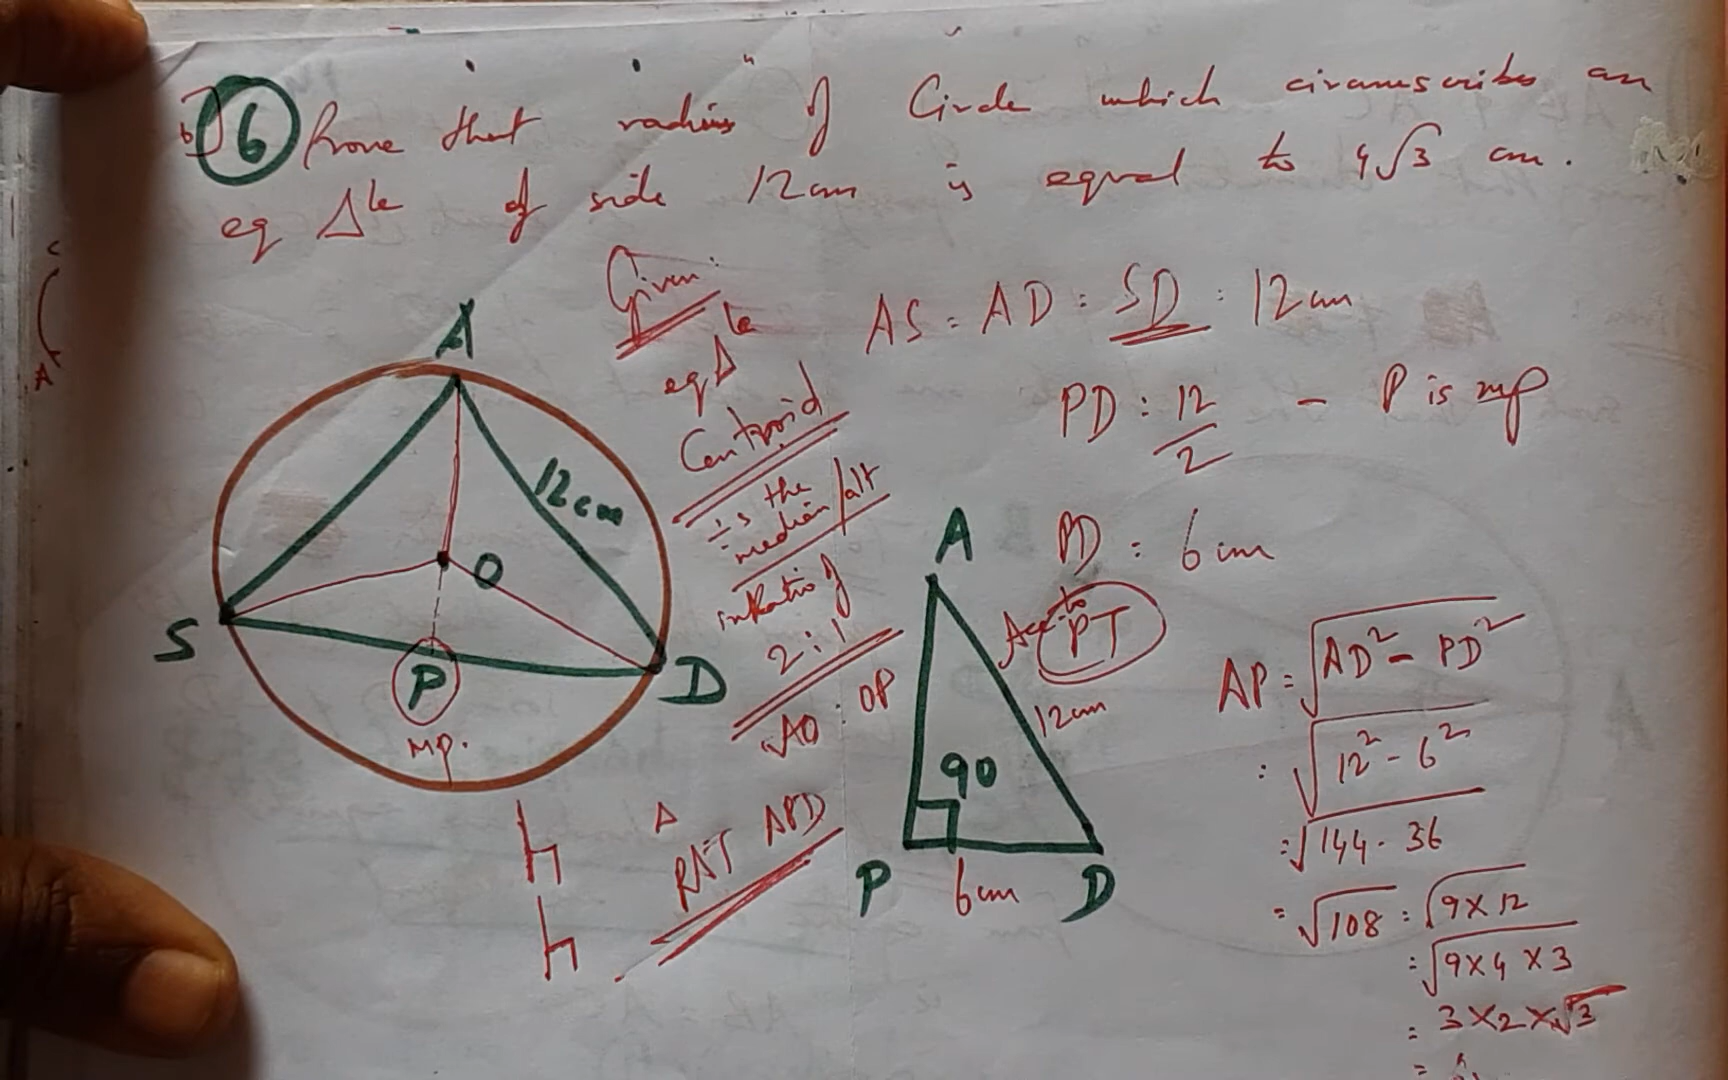 6 Prove that radius of Circle which circumscribes an
eq Δle of side 12cm is equal to 4√3 cm.
Given:
eq Δle
Centroid
is the
median/alt
in Ratio of
2:1
AO : OP
Δ
RAT APD
A
12cm
O
S
P
D
Mp.
AS = AD = SD = 12cm
PD = 12/2 - P is mp
PD = 6cm
Acc to
PT
A
12cm
90
P 6cm D
AP = √AD² - PD²
= √12² - 6²
= √144 - 36
= √108 = √9×12
= √9×4×3
= 3×2×√3